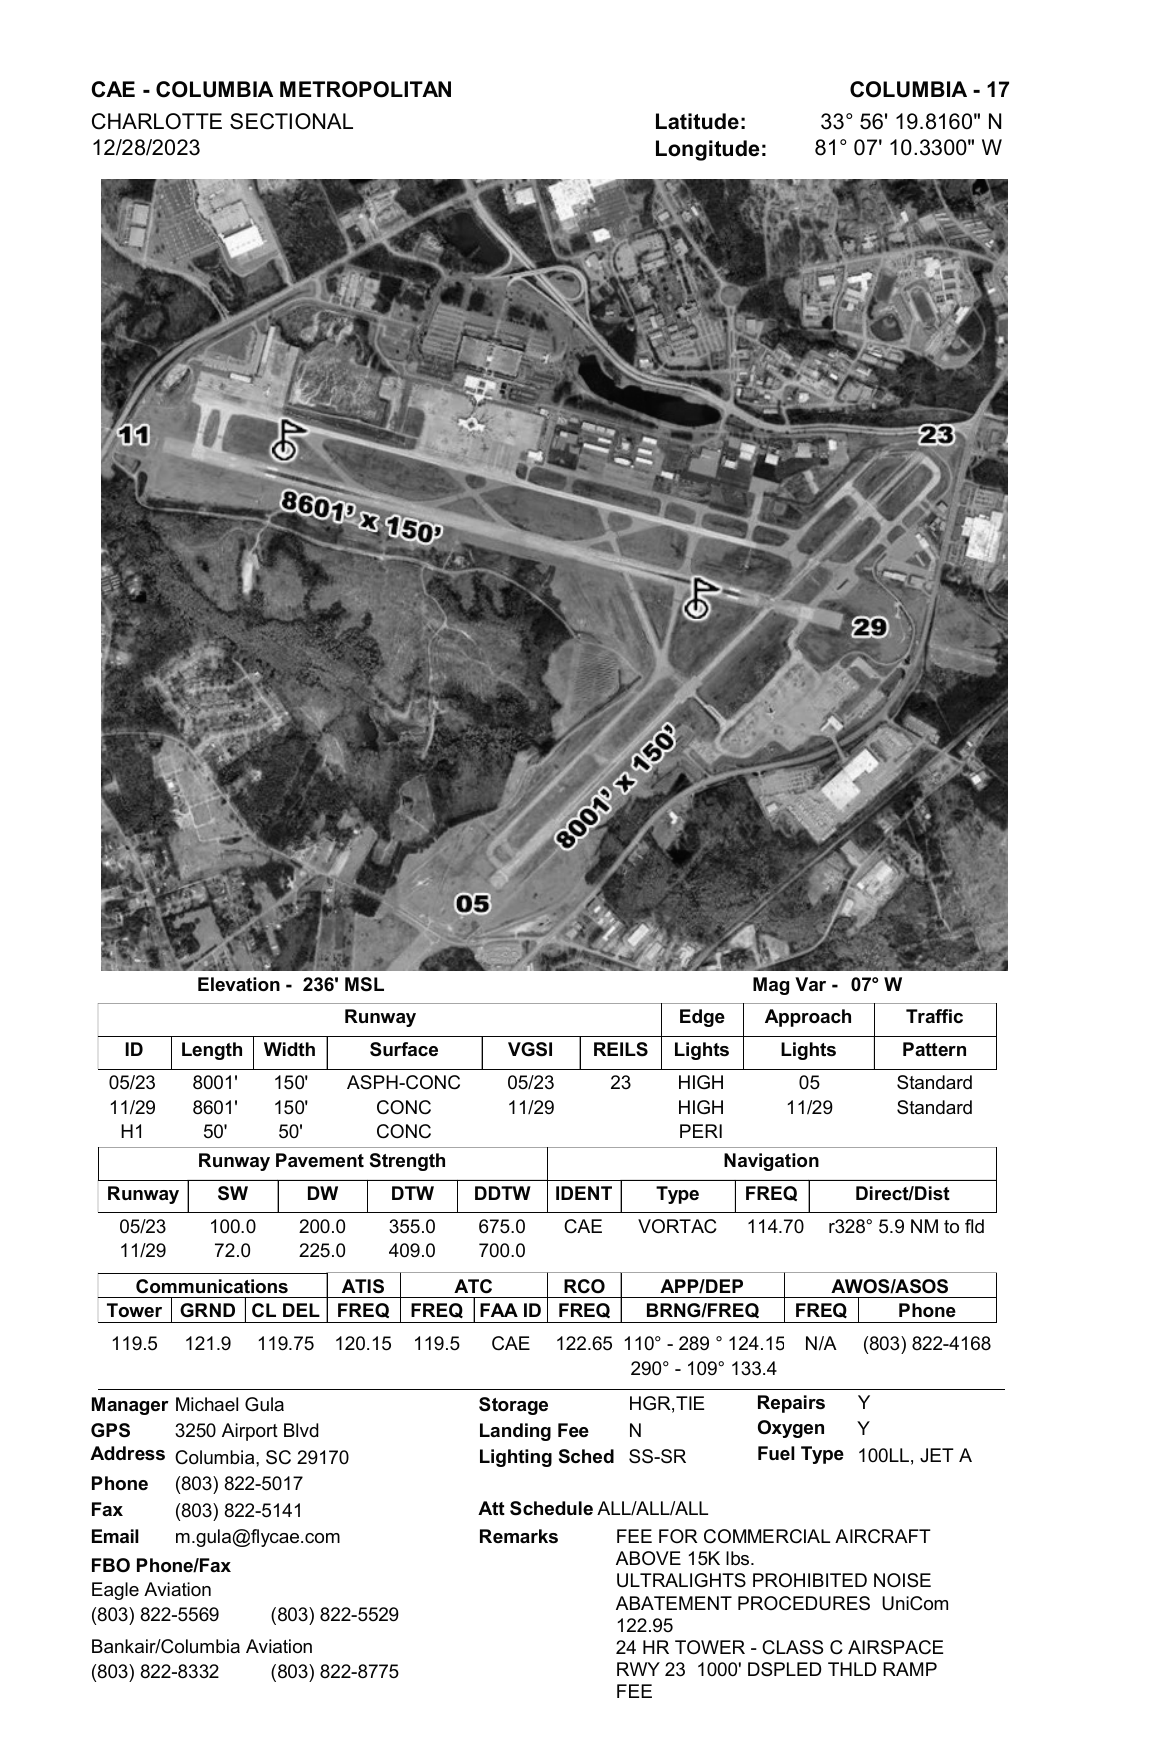 CAE - COLUMBIA METROPOLITAN COLUMBIA - 17
CHARLOTTE SECTIONAL Latitude: 33° 56' 19.8160" N
12/28/2023 Longitude: 81° 07' 10.3300" W
11
23
8601' x 150'
29
8001' x 150'
05
Elevation - 236' MSL Mag Var - 07° W
Runway Edge Approach Traffic
ID Length Width Surface VGSI REILS Lights Lights Pattern
05/23 8001' 150' ASPH-CONC 05/23 23 HIGH 05 Standard
11/29 8601' 150' CONC 11/29 HIGH 11/29 Standard
H1 50' 50' CONC PERI
Runway Pavement Strength Navigation
Runway SW DW DTW DDTW IDENT Type FREQ Direct/Dist
05/23 100.0 200.0 355.0 675.0 CAE VORTAC 114.70 r328° 5.9 NM to fld
11/29 72.0 225.0 409.0 700.0
Communications ATIS ATC RCO APP/DEP AWOS/ASOS
Tower GRND CL DEL FREQ FREQ FAA ID FREQ BRNG/FREQ FREQ Phone
119.5 121.9 119.75 120.15 119.5 CAE 122.65 110° - 289 ° 124.15 N/A (803) 822-4168
290° - 109° 133.4
Manager Michael Gula Storage HGR,TIE Repairs Y
GPS 3250 Airport Blvd Landing Fee N Oxygen Y
Address Columbia, SC 29170 Lighting Sched SS-SR Fuel Type 100LL, JET A
Phone (803) 822-5017
Fax (803) 822-5141 Att Schedule ALL/ALL/ALL
Email m.gula@flycae.com Remarks FEE FOR COMMERCIAL AIRCRAFT
ABOVE 15K lbs.
FBO Phone/Fax
ULTRALIGHTS PROHIBITED NOISE
Eagle Aviation ABATEMENT PROCEDURES UniCom
(803) 822-5569 (803) 822-5529 122.95
Bankair/Columbia Aviation 24 HR TOWER - CLASS C AIRSPACE
(803) 822-8332 (803) 822-8775 RWY 23 1000' DSPLED THLD RAMP
FEE